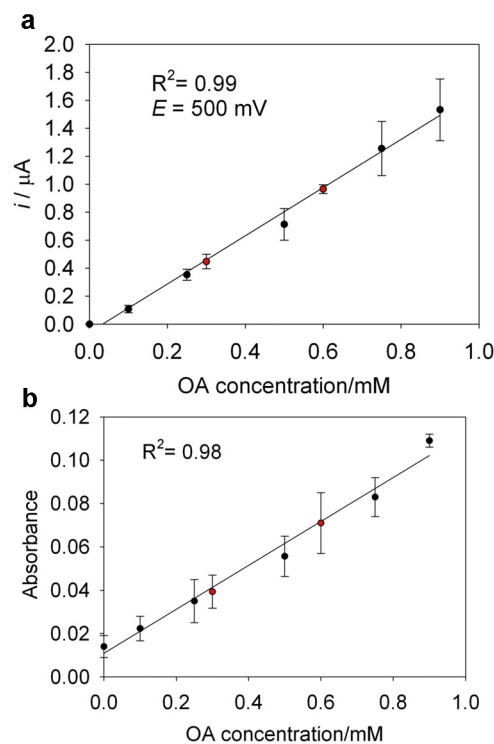 a
2.0
1.8
1.6
1.4
1.2
1.0
0.8
0.6
0.4
0.2
0.0
i / μA
R²= 0.99
E = 500 mV
0.0 0.2 0.4 0.6 0.8 1.0
OA concentration/mM
b
0.12
0.10
0.08
0.06
0.04
0.02
0.00
Absorbance
R²= 0.98
0.0 0.2 0.4 0.6 0.8 1.0
OA concentration/mM